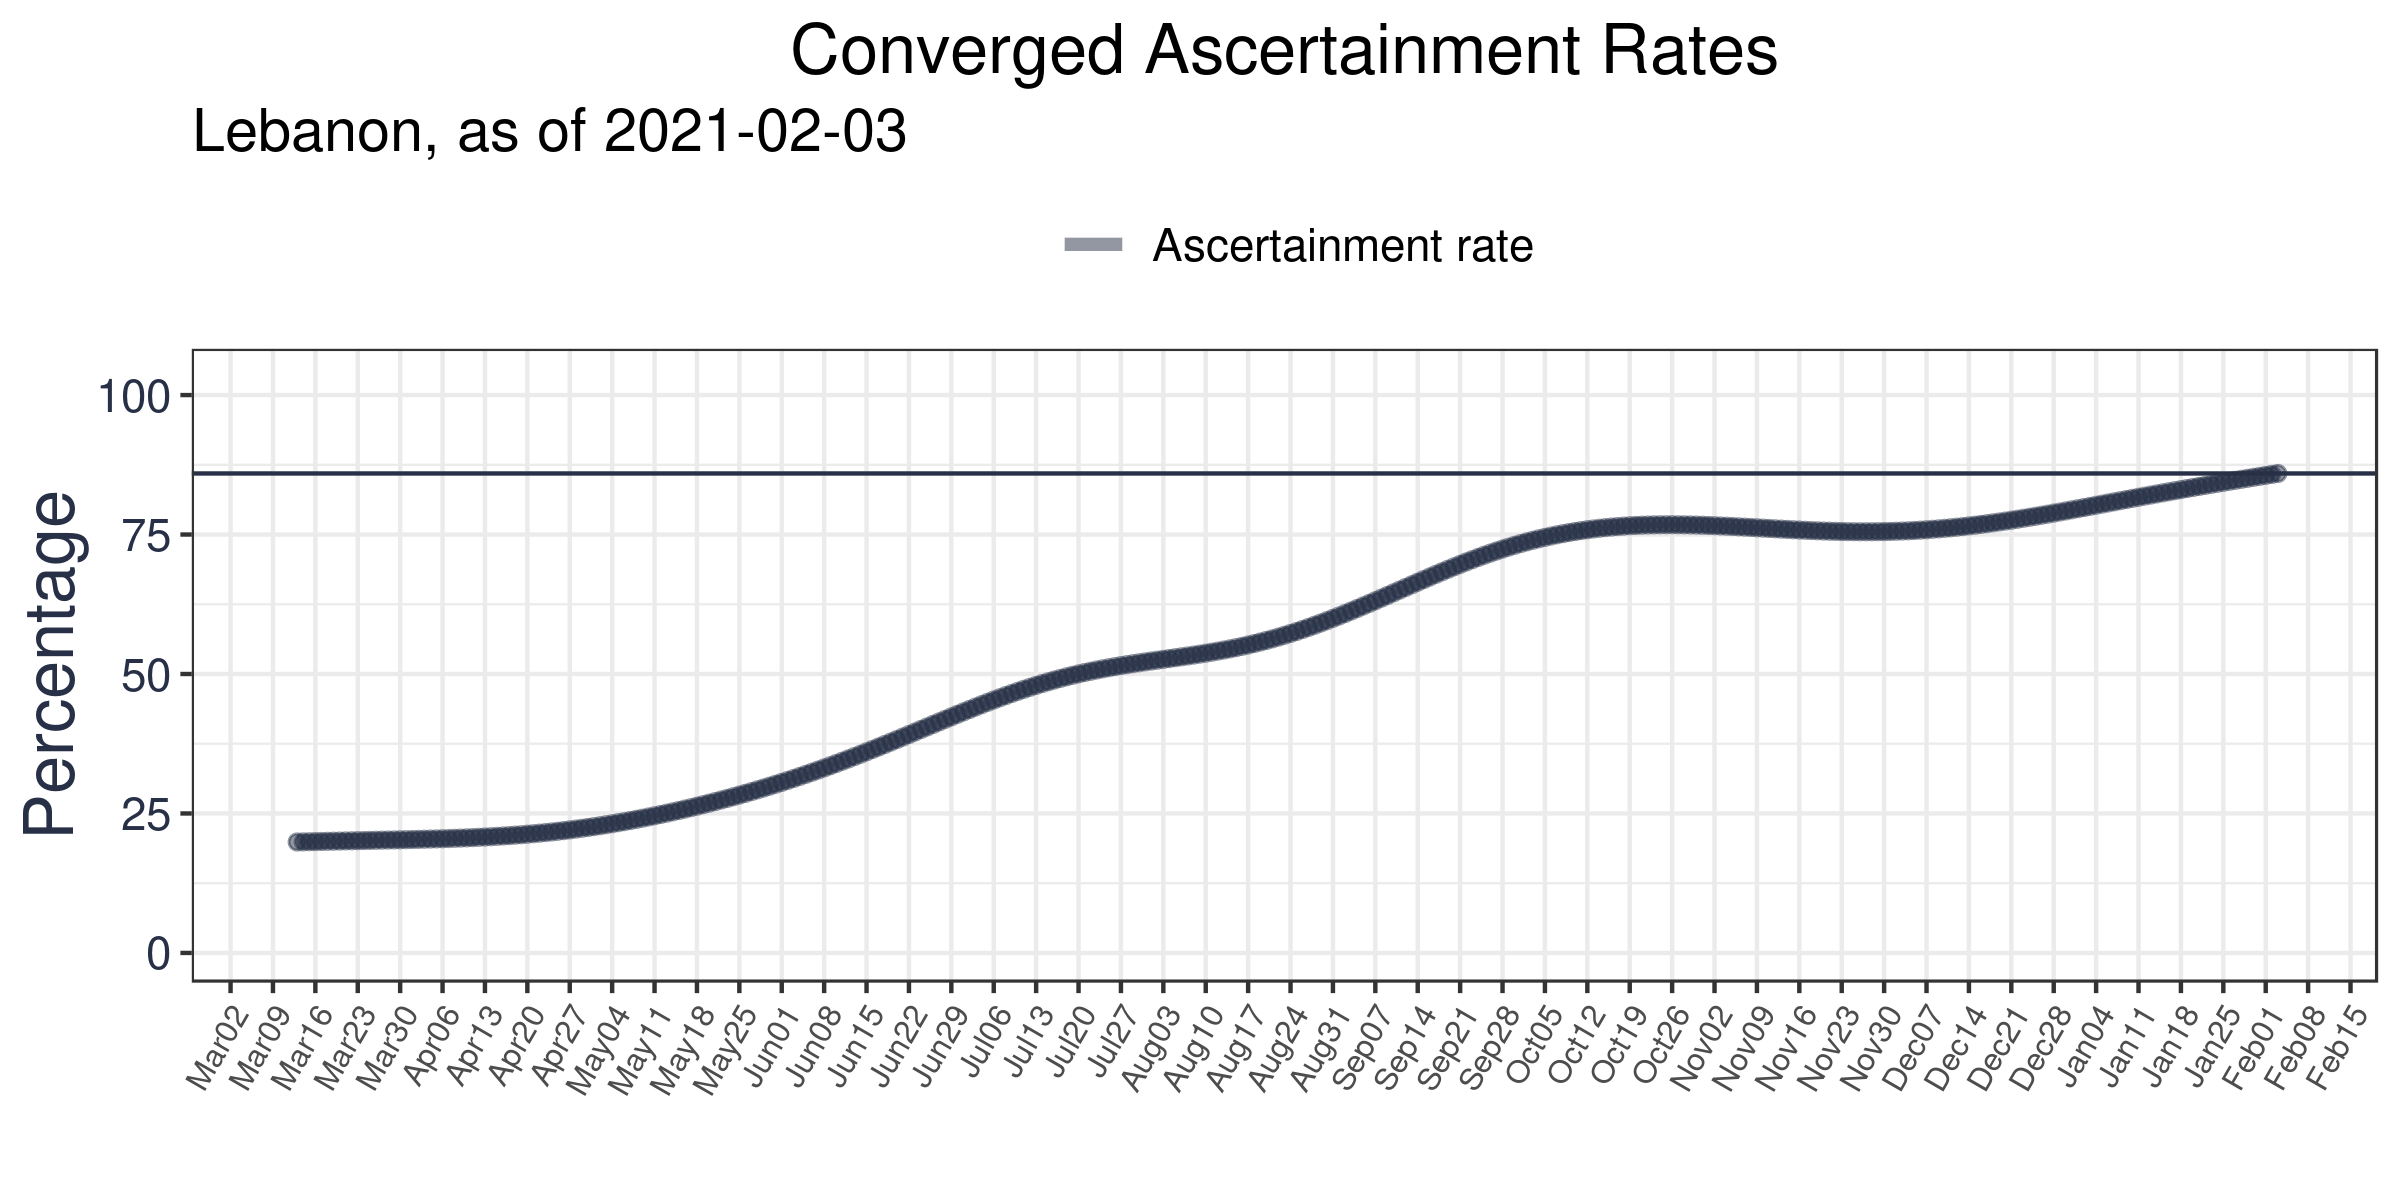 Converged Ascertainment Rates
Lebanon, as of 2021-02-03
Ascertainment rate
Percentage
100
75
50
25
0
Mar02 Mar09 Mar16 Mar23 Mar30 Apr06 Apr13 Apr20 Apr27 May04 May11 May18 May25 Jun01 Jun08 Jun15 Jun22 Jun29 Jul06 Jul13 Jul20 Jul27 Aug03 Aug10 Aug17 Aug24 Aug31 Sep07 Sep14 Sep21 Sep28 Oct05 Oct12 Oct19 Oct26 Nov02 Nov09 Nov16 Nov23 Nov30 Dec07 Dec14 Dec21 Dec28 Jan04 Jan11 Jan18 Jan25 Feb01 Feb08 Feb15